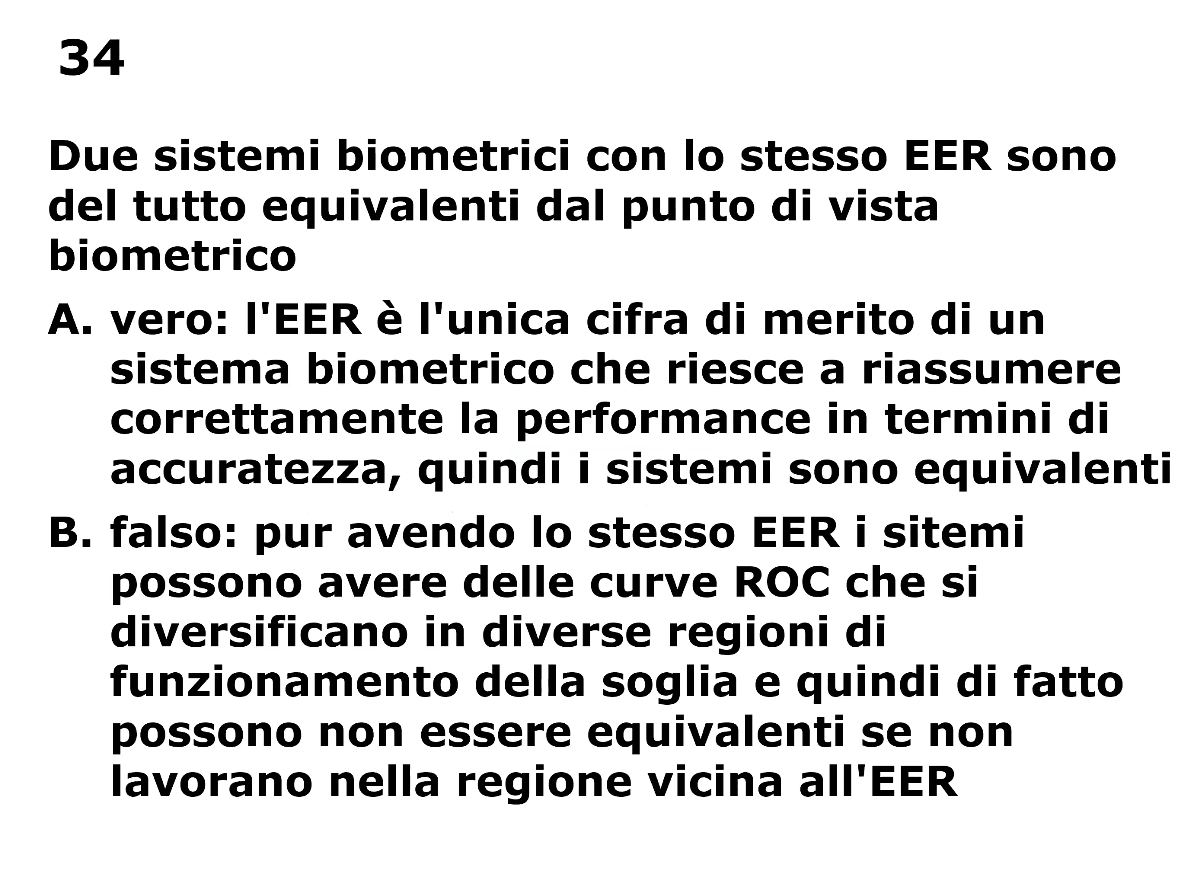 34
Due sistemi biometrici con lo stesso EER sono
del tutto equivalenti dal punto di vista
biometrico
A. vero: l'EER è l'unica cifra di merito di un
sistema biometrico che riesce a riassumere
correttamente la performance in termini di
accuratezza, quindi i sistemi sono equivalenti
B. falso: pur avendo lo stesso EER i sitemi
possono avere delle curve ROC che si
diversificano in diverse regioni di
funzionamento della soglia e quindi di fatto
possono non essere equivalenti se non
lavorano nella regione vicina all'EER